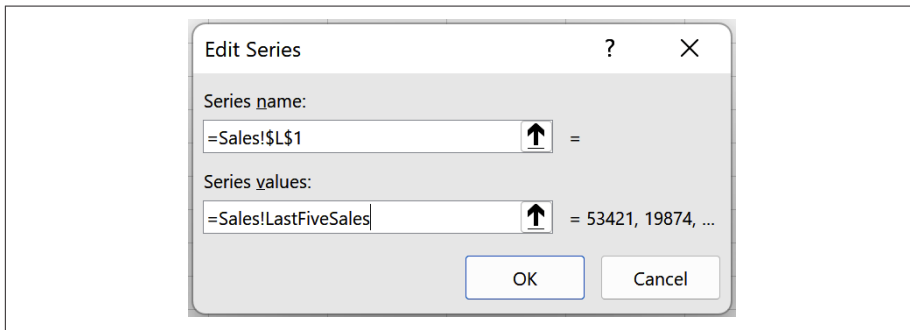 Edit Series ? ×
Series name:
=Sales!$L$1 =
Series values:
=Sales!LastFiveSales = 53421, 19874, ...
OK Cancel